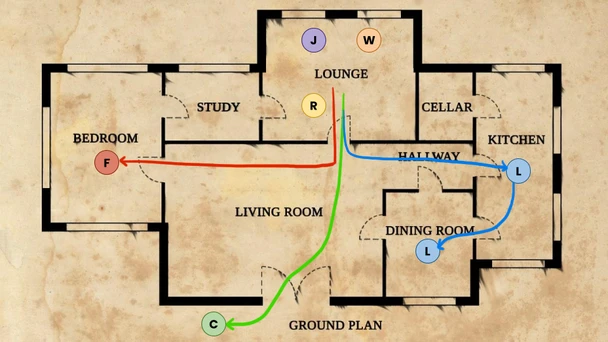 J
W
LOUNGE
R
STUDY
CELLAR
BEDROOM
KITCHEN
F
HALLWAY
L
LIVING ROOM
DINING ROOM
L
C
GROUND PLAN